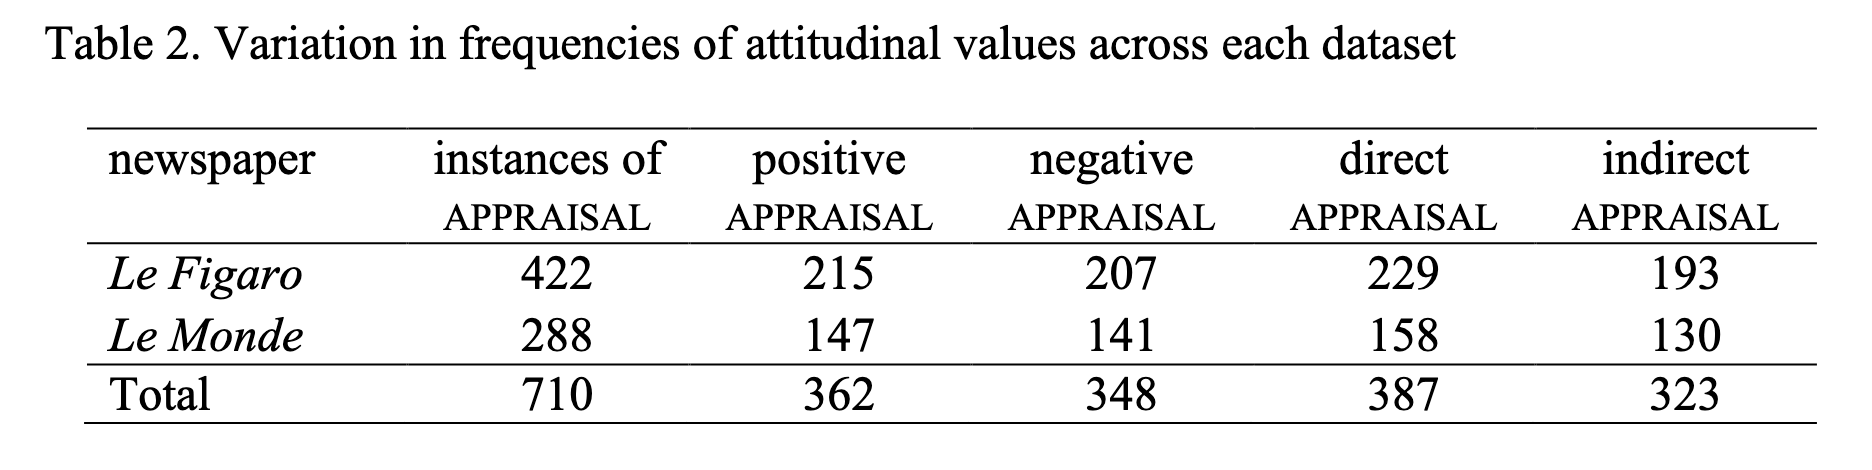 Table 2. Variation in frequencies of attitudinal values across each dataset
newspaper instances of positive negative direct indirect
APPRAISAL APPRAISAL APPRAISAL APPRAISAL APPRAISAL
Le Figaro 422 215 207 229 193
Le Monde 288 147 141 158 130
Total 710 362 348 387 323